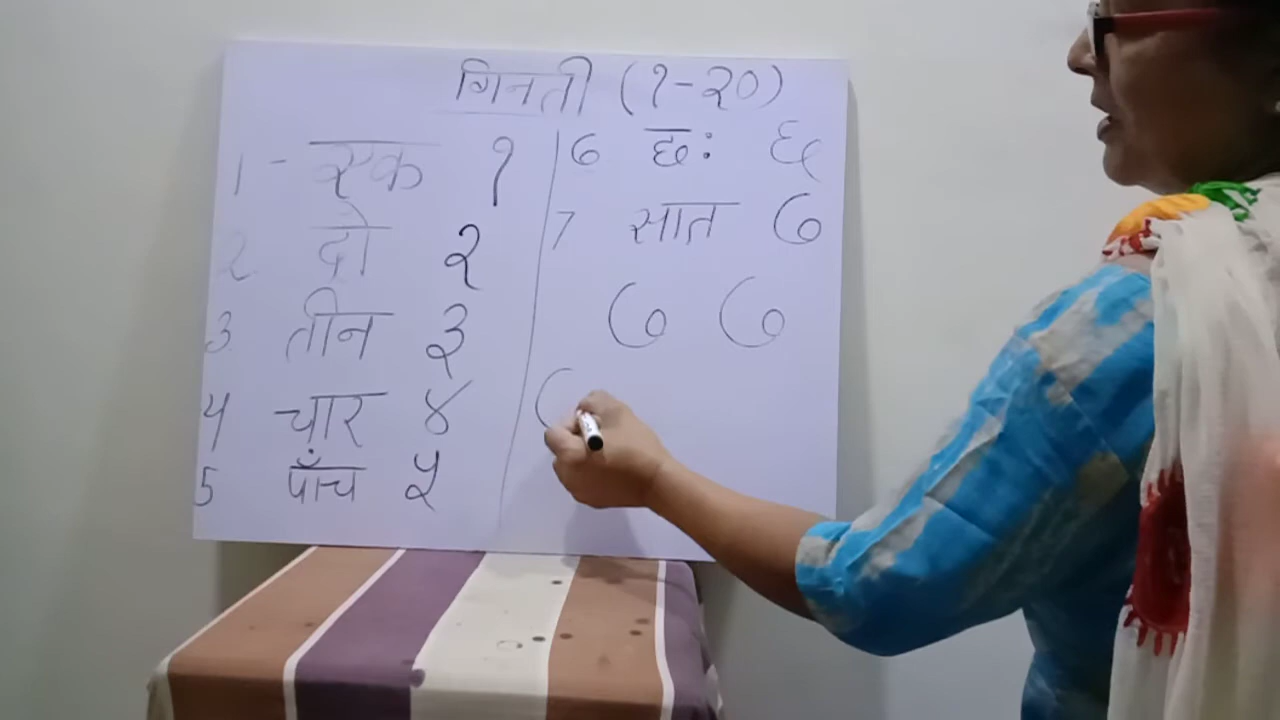 गिनती (१-२०)
1 - एक १
2 दो २
3 तीन ३
4 चार ४
5 पाँच ५
6 छः ६
7 सात ७
७ ७